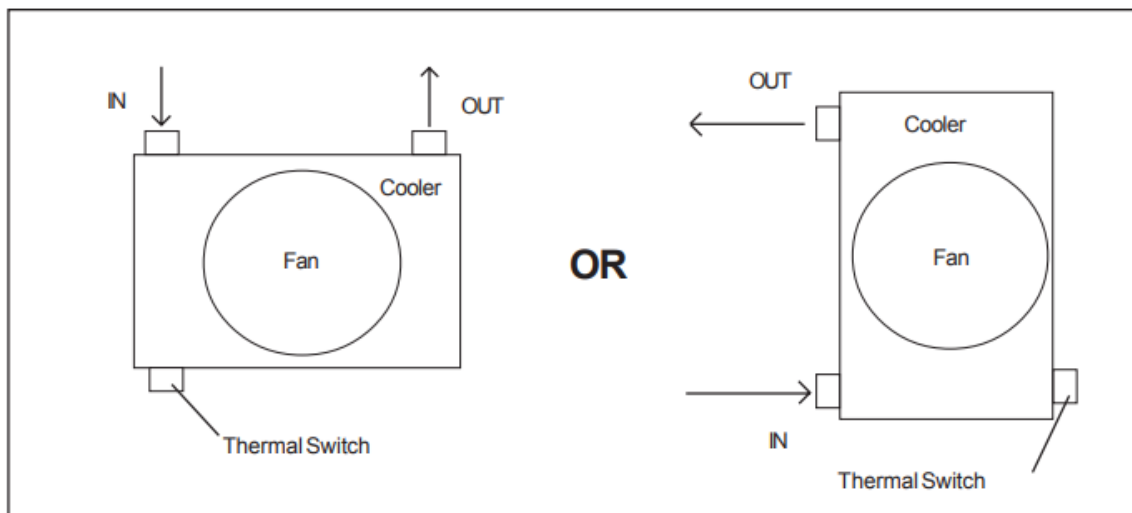 IN
OUT
Cooler
Fan
Thermal Switch
OR
OUT
Cooler
Fan
IN
Thermal Switch